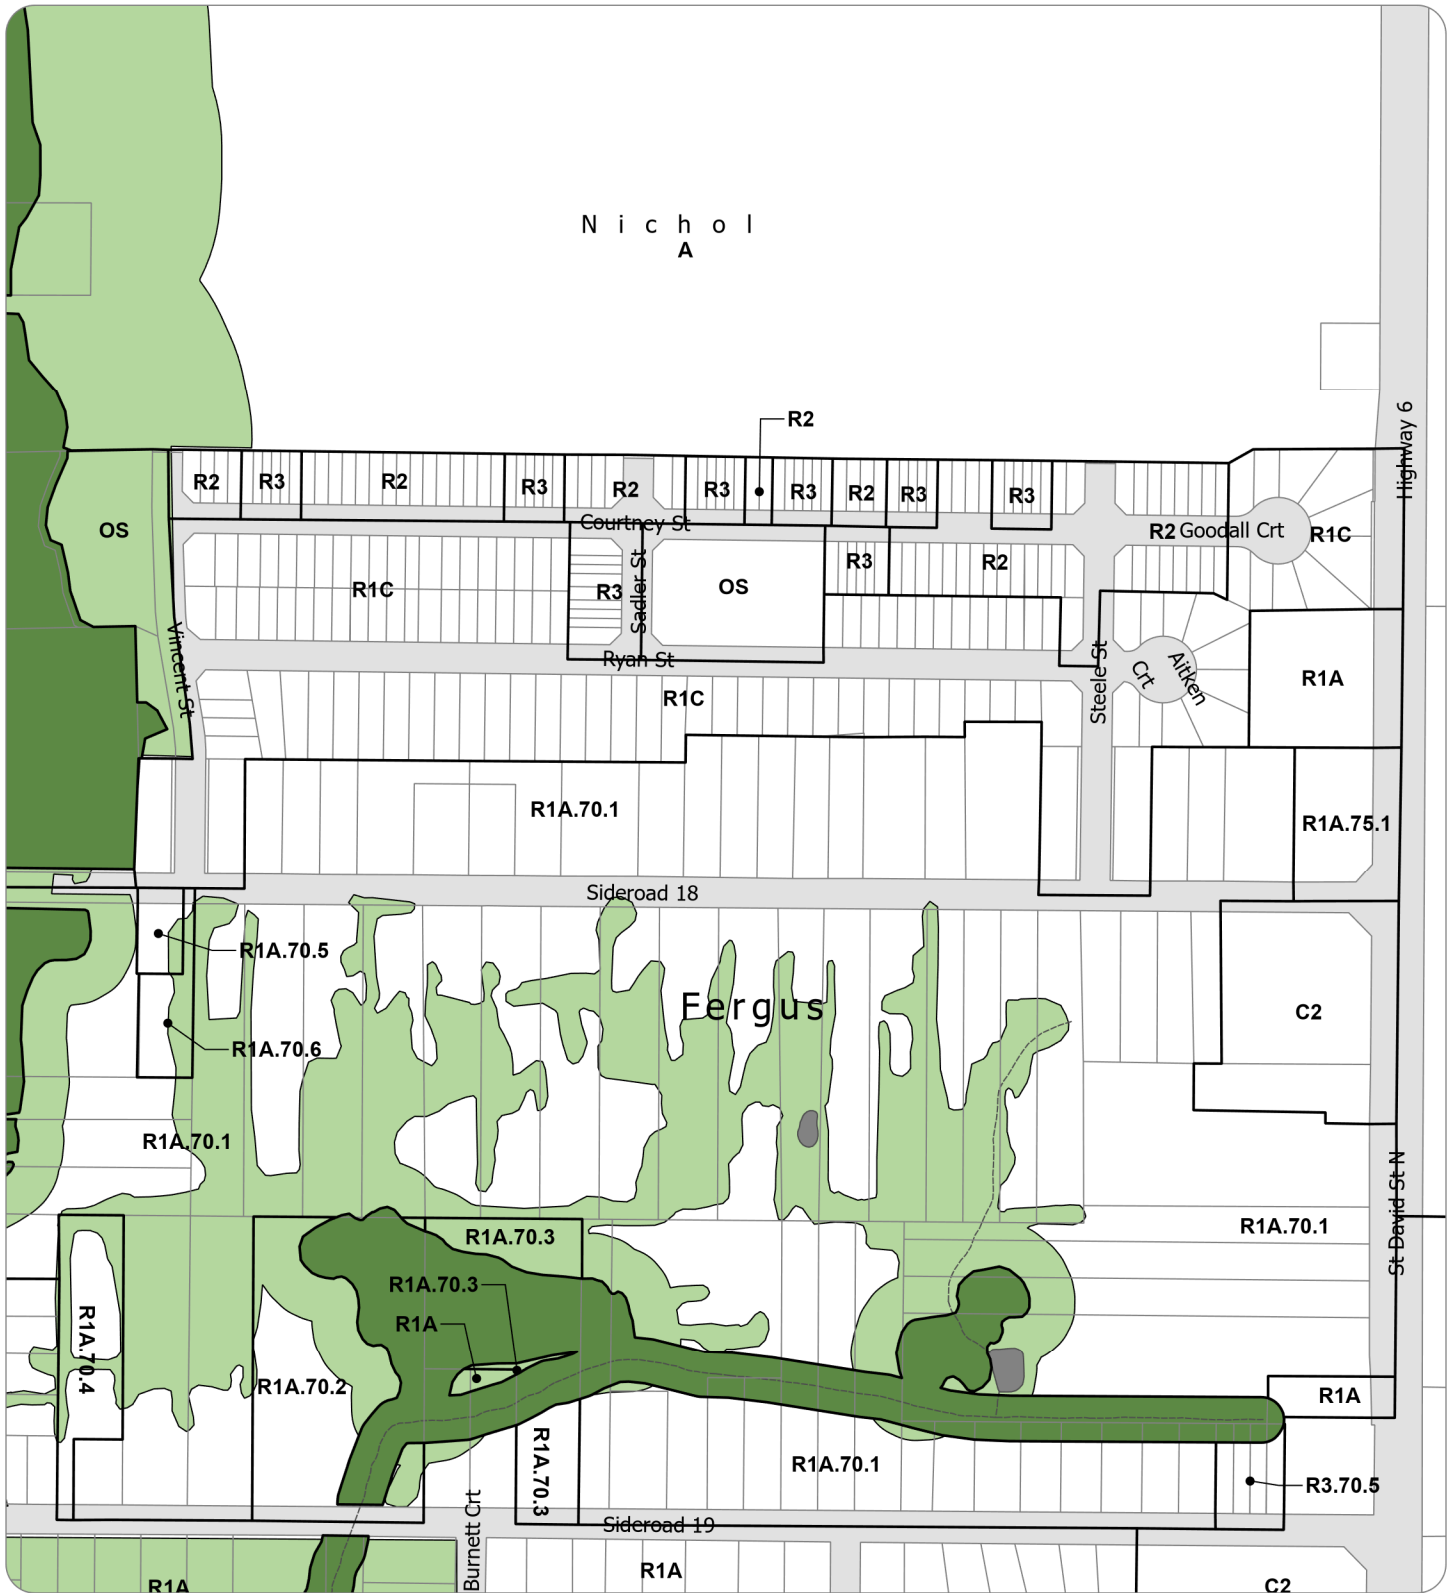 Nichol
A
Highway 6
R2
R2
R3
R2
R3
R2
R3
R3
R2
R3
R3
Courtney St
OS
R2
Goodall Crt
R1C
R3
R2
R1C
R3
Sadler St
OS
Vincent St
Ryan St
Steele St
Aitken
Crt
R1A
R1C
R1A.70.1
R1A.75.1
Sideroad 18
R1A.70.5
Fergus
C2
R1A.70.6
R1A.70.1
St David St N
R1A.70.3
R1A.70.1
R1A.70.3
R1A
R1A.70.4
R1A.70.2
R1A
R1A.70.3
R1A.70.1
R3.70.5
Burnett Crt
Sideroad 19
R1A
R1A
C2